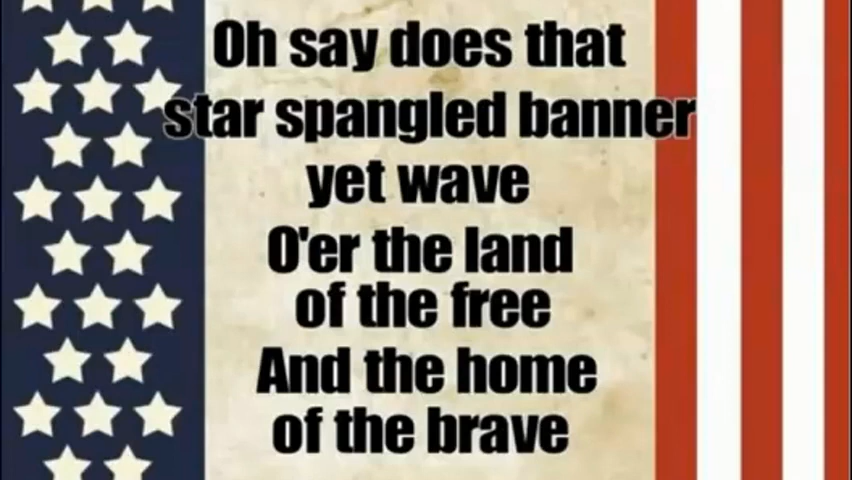 Oh say does that
star spangled banner
yet wave
O'er the land
of the free
And the home
of the brave